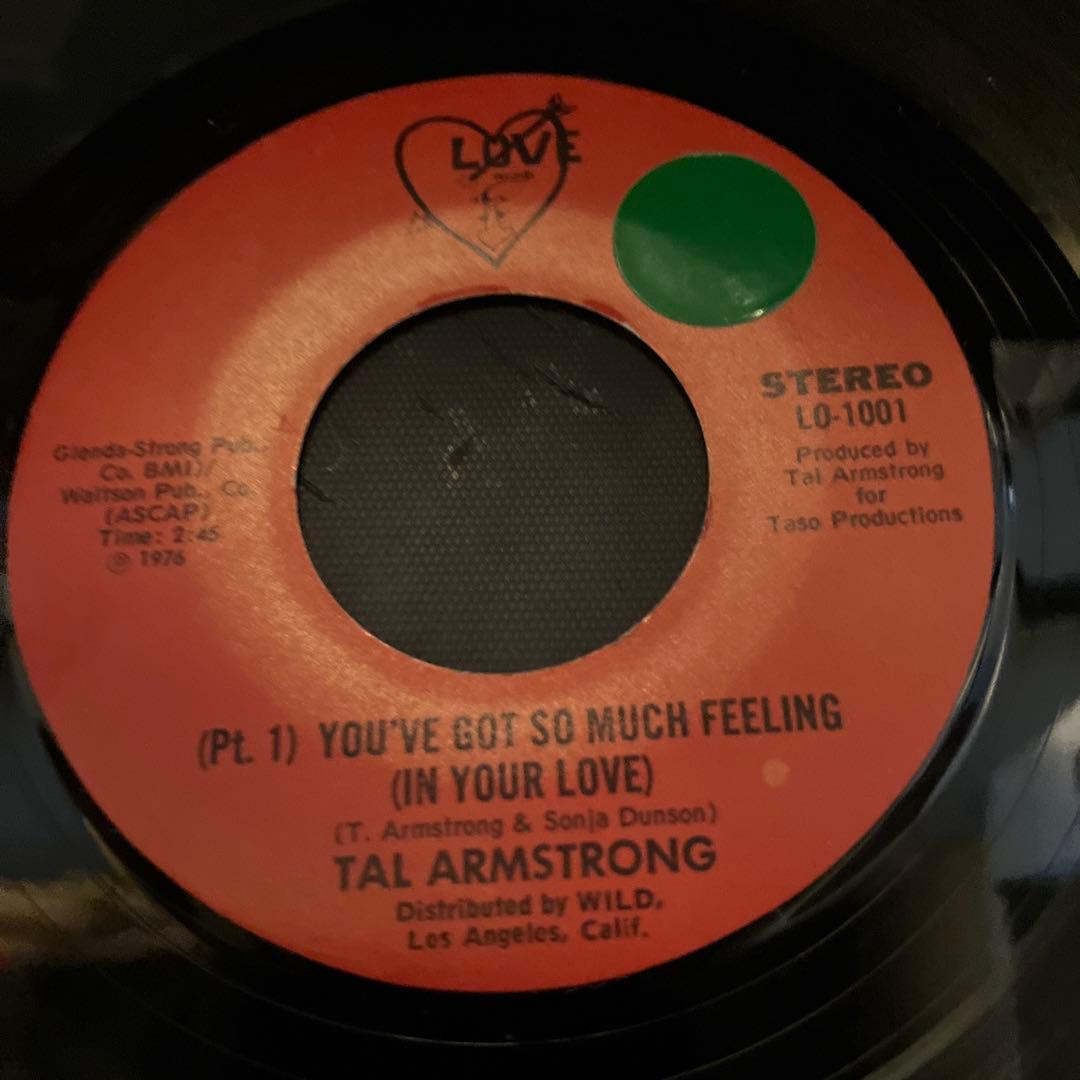 LOVE
STEREO
LO-1001
Produced by
Tal Armstrong
for
Taso Productions
Glenda-Strong Pub.
Co. BMI)/
Waltson Pub., Co.
(ASCAP)
Time: 2:45
℗ 1976
(Pt. 1) YOU'VE GOT SO MUCH FEELING
(IN YOUR LOVE)
(T. Armstrong & Sonja Dunson)
TAL ARMSTRONG
Distributed by WILD,
Los Angeles, Calif.